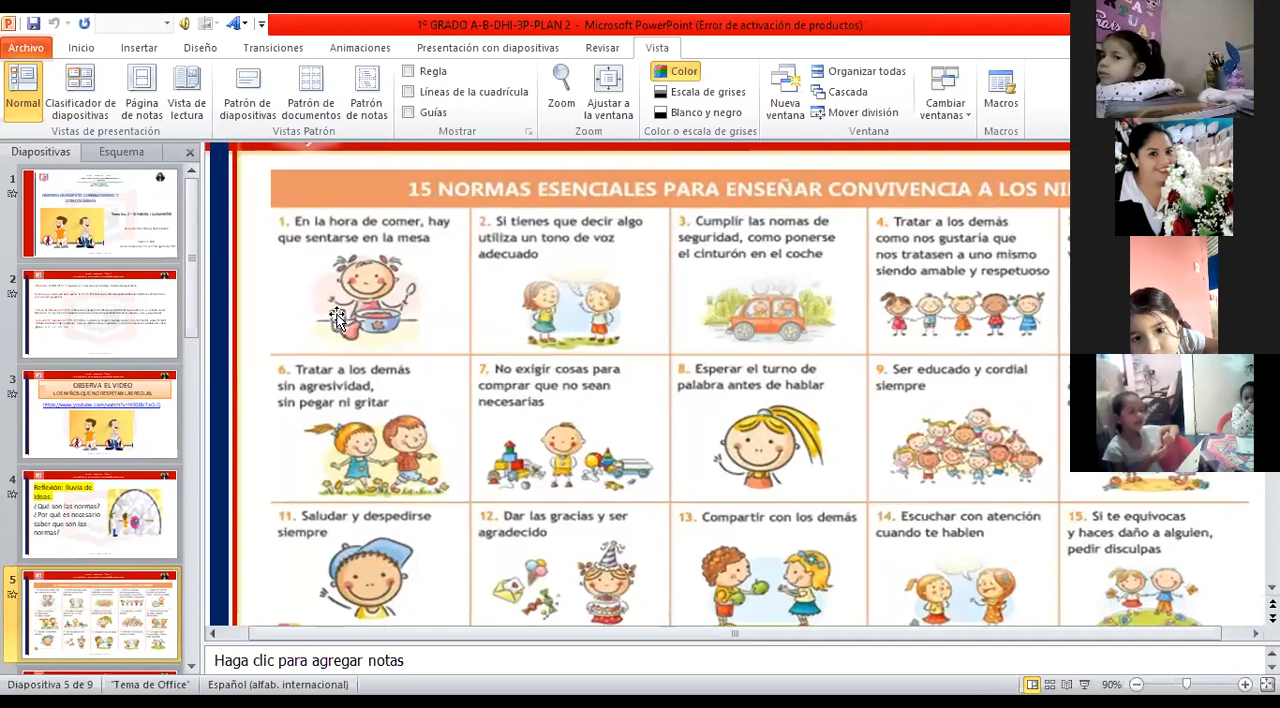 1º GRADO A-B-DHI-3P-PLAN 2 - Microsoft PowerPoint (Error de activación de productos)
Archivo Inicio Insertar Diseño Transiciones Animaciones Presentación con diapositivas Revisar Vista
Normal
Clasificador de diapositivas
Página de notas
Vista de lectura
Vistas de presentación
Patrón de diapositivas
Patrón de documentos
Patrón de notas
Vistas Patrón
Regla
Líneas de la cuadrícula
Guías
Mostrar
Zoom
Ajustar a la ventana
Zoom
Color
Escala de grises
Blanco y negro
Color o escala de grises
Nueva ventana
Organizar todas
Cascada
Mover división
Ventana
Cambiar ventanas
Macros
Macros
Diapositivas Esquema
1
2
3
OBSERVA EL VIDEO
LOS NIÑOS QUE NO RESPETAN LAS REGLAS
4
Reflexión: lluvia de
ideas.
¿Qué son las normas?
¿Por qué es necesario
saber que son las
normas?
5
15 NORMAS ESENCIALES PARA ENSEÑAR CONVIVENCIA A LOS
1. En la hora de comer, hay
que sentarse en la mesa
2. Si tienes que decir algo
utiliza un tono de voz
adecuado
3. Cumplir las nomas de
seguridad, como ponerse
el cinturón en el coche
4. Tratar a los demás
como nos gustaría que
nos tratasen a uno mismo
siendo amable y respetuoso
6. Tratar a los demás
sin agresividad,
sin pegar ni gritar
7. No exigir cosas para
comprar que no sean
necesarias
8. Esperar el turno de
palabra antes de hablar
9. Ser educado y cordial
siempre
11. Saludar y despedirse
siempre
12. Dar las gracias y ser
agradecido
13. Compartir con los demás
14. Escuchar con atención
cuando te hablen
15. Si te equivocas
y haces daño a alguien,
pedir disculpas
Haga clic para agregar notas
Diapositiva 5 de 9 "Tema de Office" Español (alfab. internacional) 90%